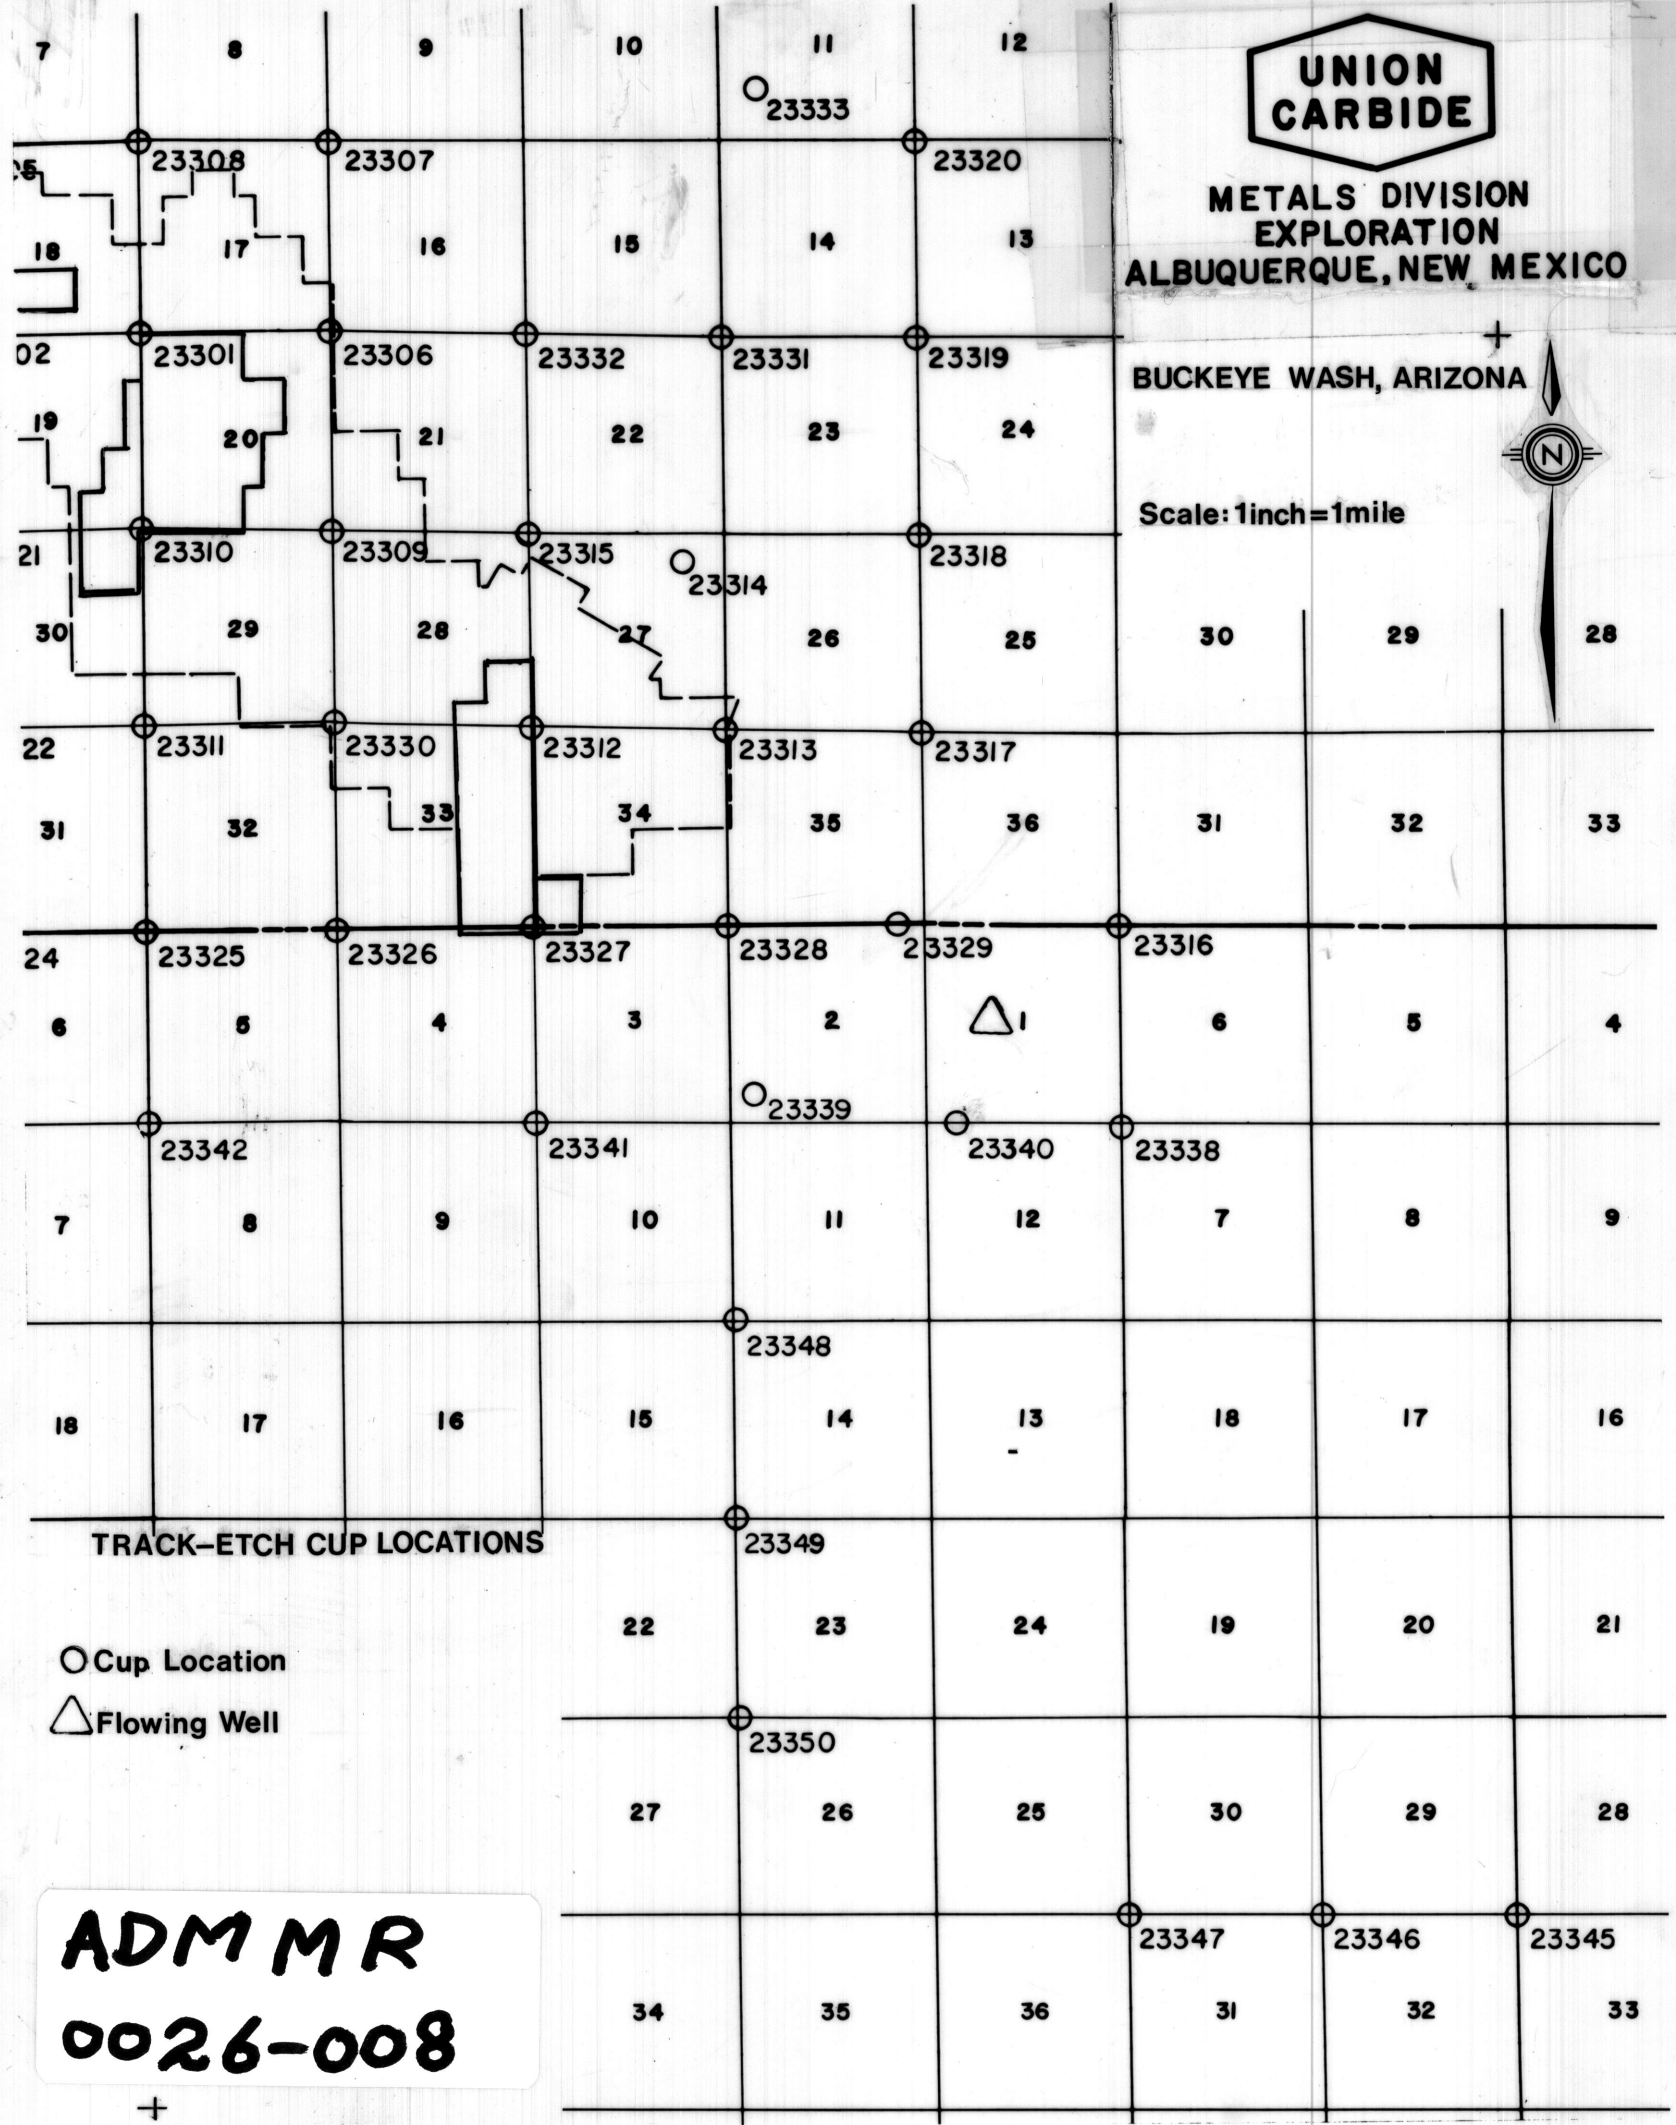 7 8 9 10 11 12
UNION
CARBIDE
23333
23308 23307 23320
METALS DIVISION
EXPLORATION
ALBUQUERQUE, NEW MEXICO
18 17 16 15 14 13
02 23301 23306 23332 23331 23319
BUCKEYE WASH, ARIZONA
19 20 21 22 23 24
N
Scale: 1inch=1mile
21 23310 23309 23315 23318
23314
30 29 28 27 26 25 30 29 28
22 23311 23330 23312 23313 23317
31 32 33 34 35 36 31 32 33
24 23325 23326 23327 23328 23329 23316
6 5 4 3 2 1 6 5 4
23339
23342 23341 23340 23338
7 8 9 10 11 12 7 8 9
23348
18 17 16 15 14 13 18 17 16
TRACK-ETCH CUP LOCATIONS
23349
22 23 24 19 20 21
Cup Location
Flowing Well
23350
27 26 25 30 29 28
ADMMR
23347 23346 23345
34 35 36 31 32 33
0026-008